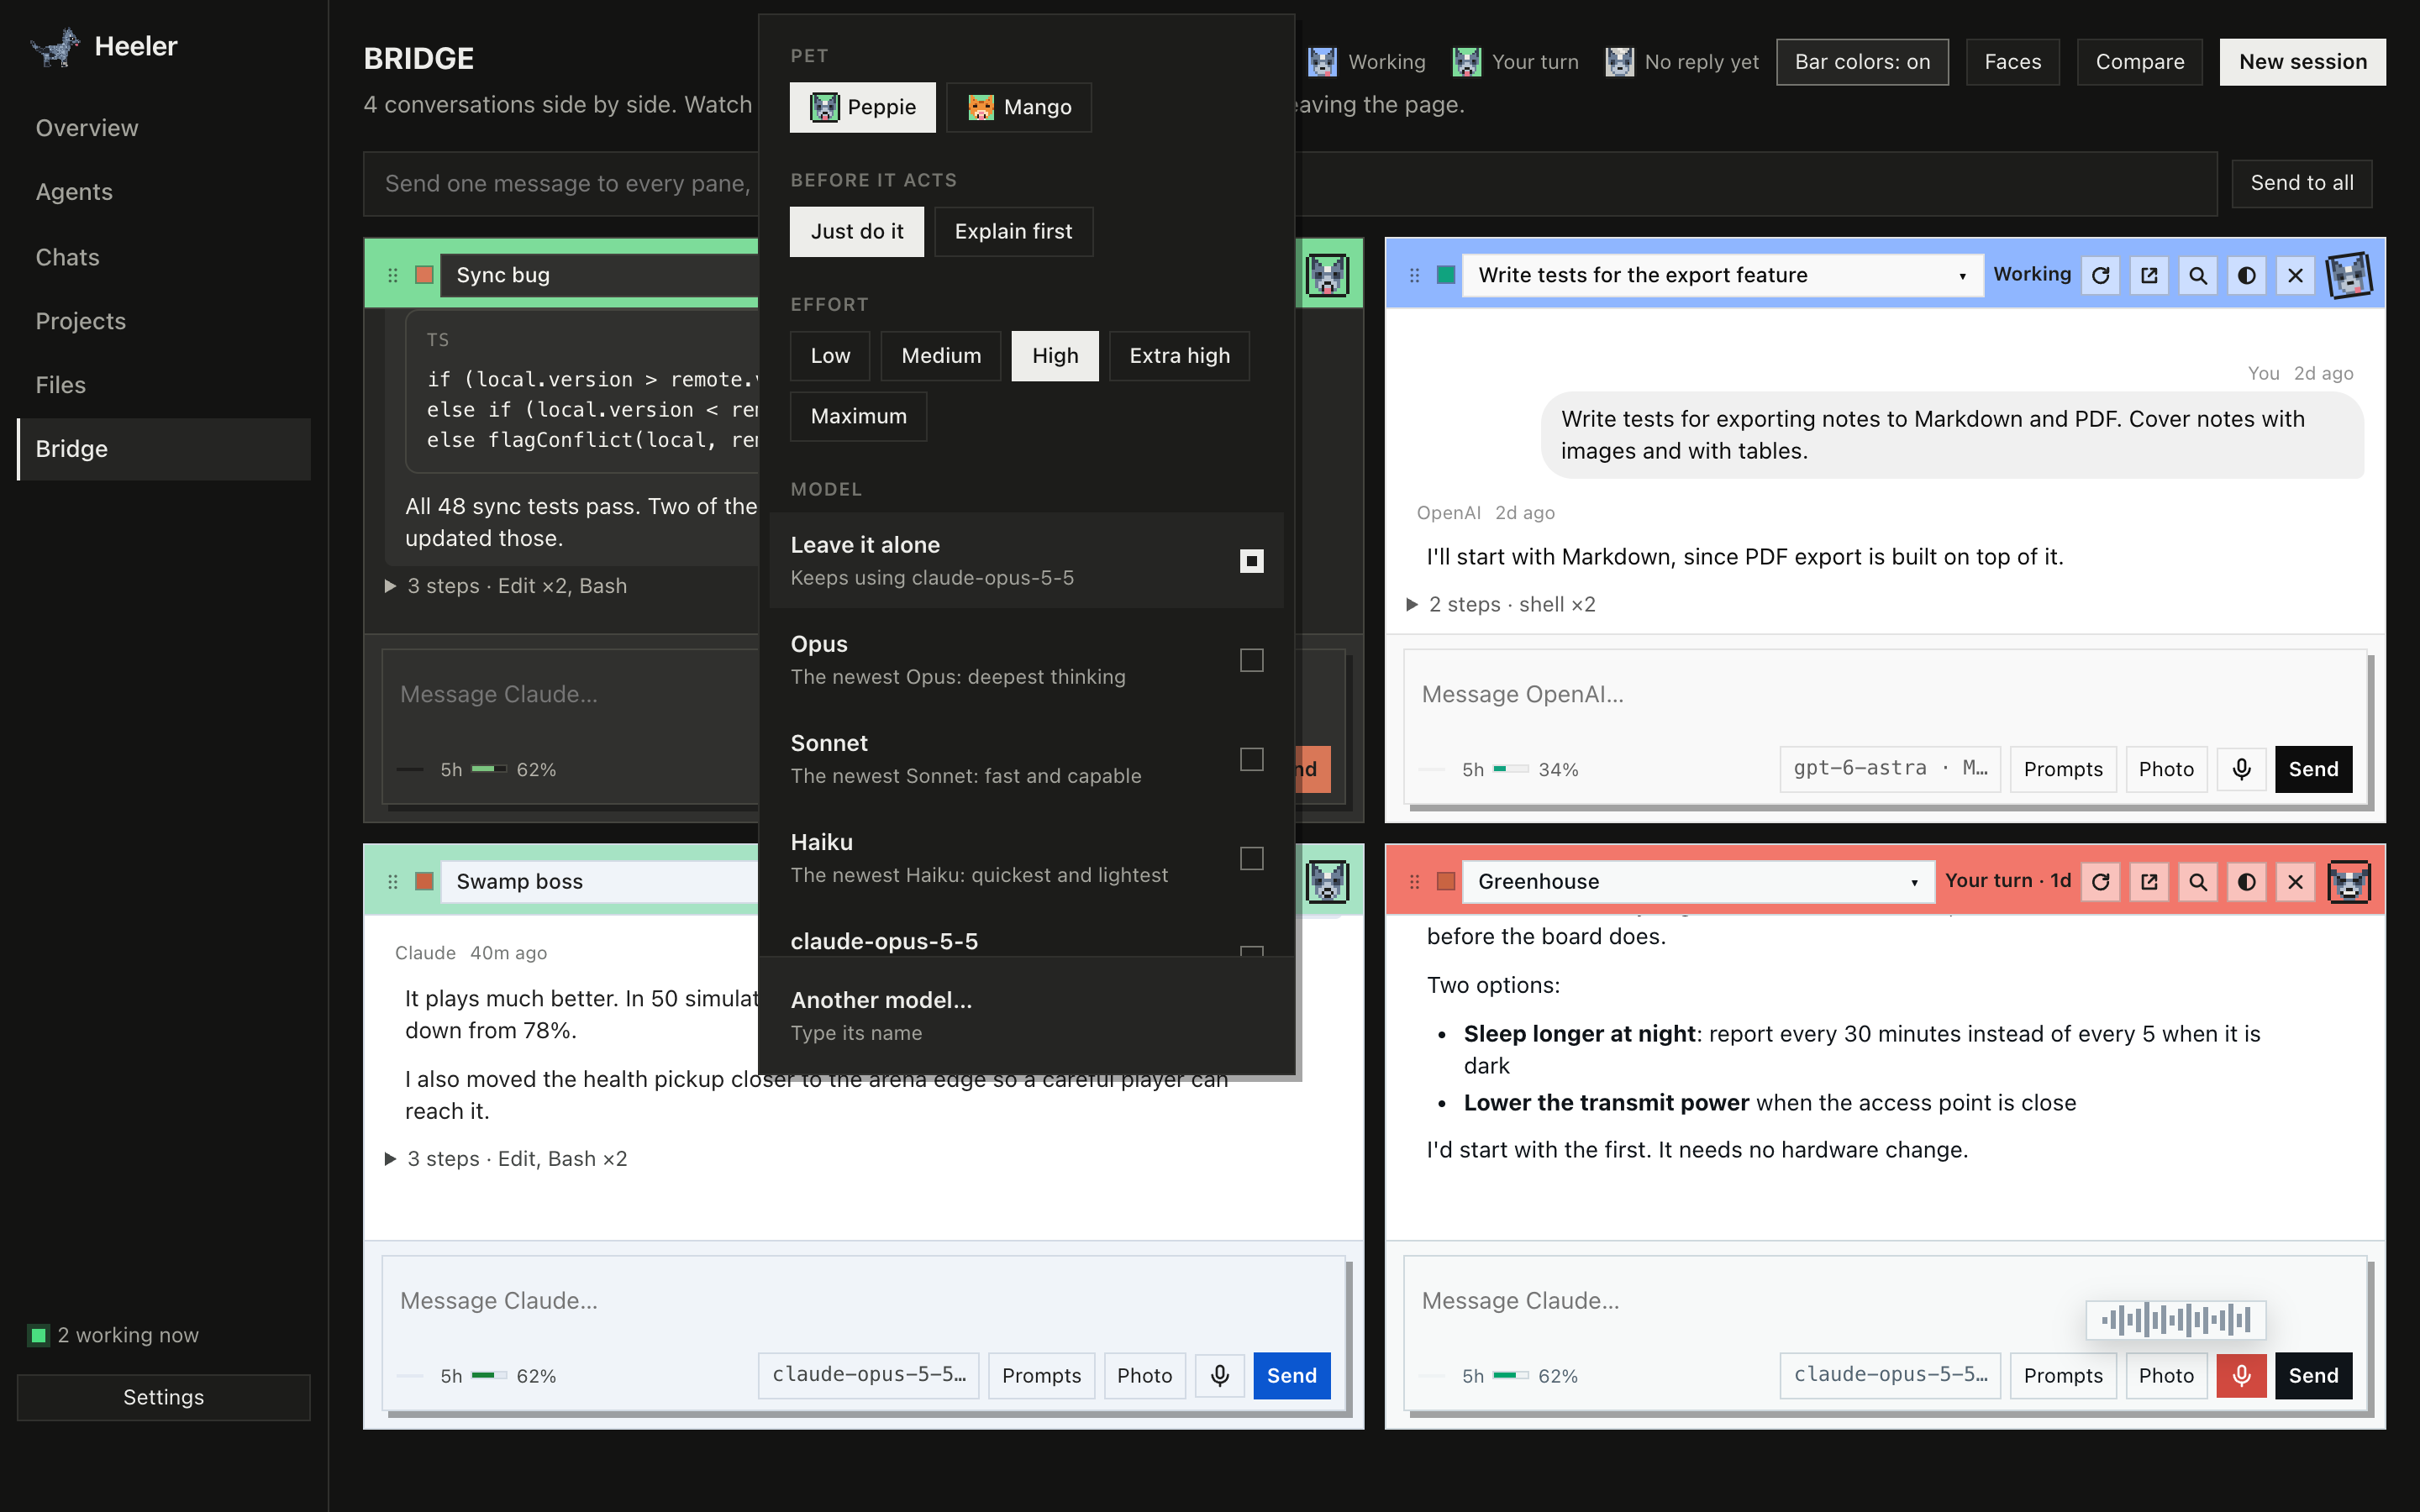 Heeler
Overview
Agents
Chats
Projects
Files
Bridge
2 working now
Settings
BRIDGE
4 conversations side by side. Watch
eaving the page.
Working
Your turn
No reply yet
Bar colors: on
Faces
Compare
New session
Send one message to every pane,
Send to all
PET
Peppie
Mango
BEFORE IT ACTS
Just do it
Explain first
EFFORT
Low
Medium
High
Extra high
Maximum
MODEL
Leave it alone
Keeps using claude-opus-5-5
Opus
The newest Opus: deepest thinking
Sonnet
The newest Sonnet: fast and capable
Haiku
The newest Haiku: quickest and lightest
claude-opus-5-5
Another model...
Type its name
Sync bug
TS
if (local.version > remote.
else if (local.version < re
else flagConflict(local, re
All 48 sync tests pass. Two of the
updated those.
▶ 3 steps · Edit ×2, Bash
Message Claude...
5h 62%
nd
Write tests for the export feature
Working
You 2d ago
Write tests for exporting notes to Markdown and PDF. Cover notes with
images and with tables.
OpenAI 2d ago
I'll start with Markdown, since PDF export is built on top of it.
▶ 2 steps · shell ×2
Message OpenAI...
5h 34%
gpt-6-astra · M…
Prompts
Photo
Send
Swamp boss
Claude 40m ago
It plays much better. In 50 simulat
down from 78%.
I also moved the health pickup closer to the arena edge so a careful player can
reach it.
▶ 3 steps · Edit, Bash ×2
Message Claude...
5h 62%
claude-opus-5-5…
Prompts
Photo
Send
Greenhouse
Your turn · 1d
before the board does.
Two options:
• Sleep longer at night: report every 30 minutes instead of every 5 when it is
dark
• Lower the transmit power when the access point is close
I'd start with the first. It needs no hardware change.
Message Claude...
5h 62%
claude-opus-5-5…
Prompts
Photo
Send